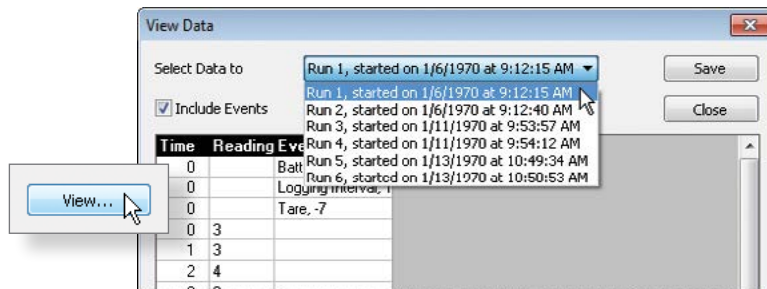 View Data
Select Data to
Run 1, started on 1/6/1970 at 9:12:15 AM
Save
Run 1, started on 1/6/1970 at 9:12:15 AM
Include Events
Run 2, started on 1/6/1970 at 9:12:40 AM
Close
Run 3, started on 1/11/1970 at 9:53:57 AM
Run 4, started on 1/11/1970 at 9:54:12 AM
Run 5, started on 1/13/1970 at 10:49:34 AM
Run 6, started on 1/13/1970 at 10:50:53 AM
Time Reading Eve
0 Batt
0 Logging Interval, 1
0 Tare, -7
0 3
1 3
2 4
View...